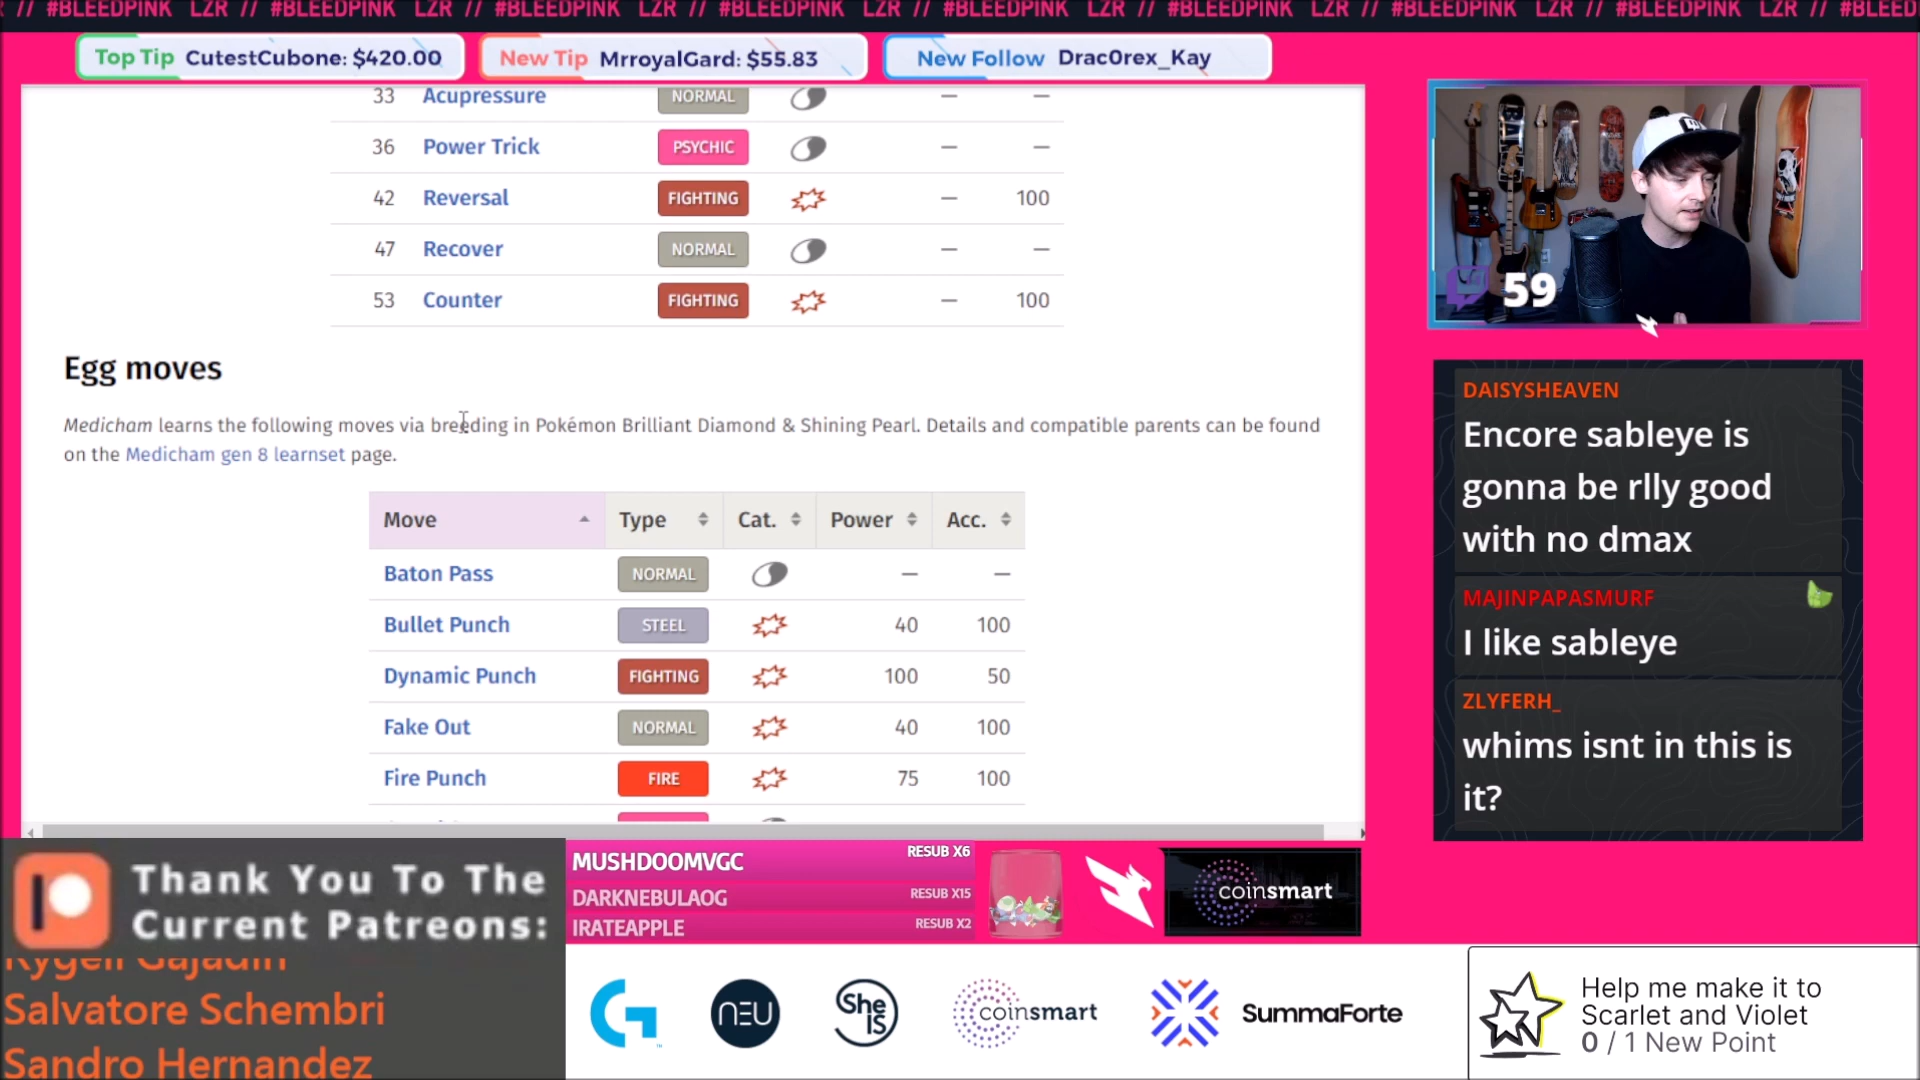 // #BLEEDPINK LZR // #BLEEDPINK LZR // #BLEEDPINK LZR // #BLEEDPINK LZR // #BLEEDPINK LZR // #BLEEDPINK LZR // #BLEEDPINK LZR // #BLEEDPINK LZR // #BLEED
Top Tip CutestCubone: $420.00
New Tip MrroyalGard: $55.83
New Follow Drac0rex_Kay
33 Acupressure NORMAL — —
36 Power Trick PSYCHIC — —
42 Reversal FIGHTING — 100
47 Recover NORMAL — —
53 Counter FIGHTING — 100
Egg moves
Medicham learns the following moves via breeding in Pokémon Brilliant Diamond & Shining Pearl. Details and compatible parents can be found
on the Medicham gen 8 learnset page.
Move Type Cat. Power Acc.
Baton Pass NORMAL — —
Bullet Punch STEEL 40 100
Dynamic Punch FIGHTING 100 50
Fake Out NORMAL 40 100
Fire Punch FIRE 75 100
59
DAISYSHEAVEN
Encore sableye is
gonna be rlly good
with no dmax
MAJINPAPASMURF
I like sableye
ZLYFERH_
whims isnt in this is
it?
Thank You To The
Current Patreons:
Salvatore Schembri
Sandro Hernandez
MUSHDOOMVGC RESUB X6
DARKNEBULAOG RESUB X15
IRATEAPPLE RESUB X2
coinsmart
G
NEU
She
IS
coinsmart
SummaForte
Help me make it to
Scarlet and Violet
0 / 1 New Point